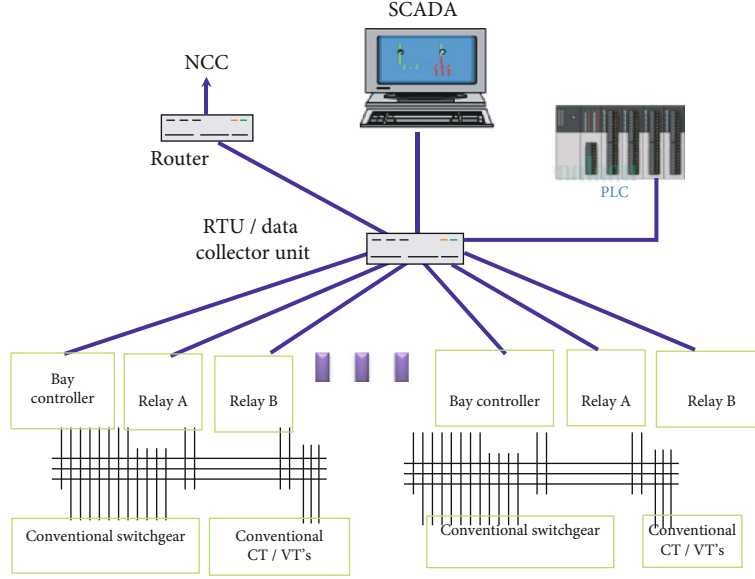 SCADA
NCC
Router
PLC
RTU / data
collector unit
Bay
controller
Relay A
Relay B
Bay controller
Relay A
Relay B
Conventional switchgear
Conventional
CT / VT's
Conventional switchgear
Conventional
CT / VT's